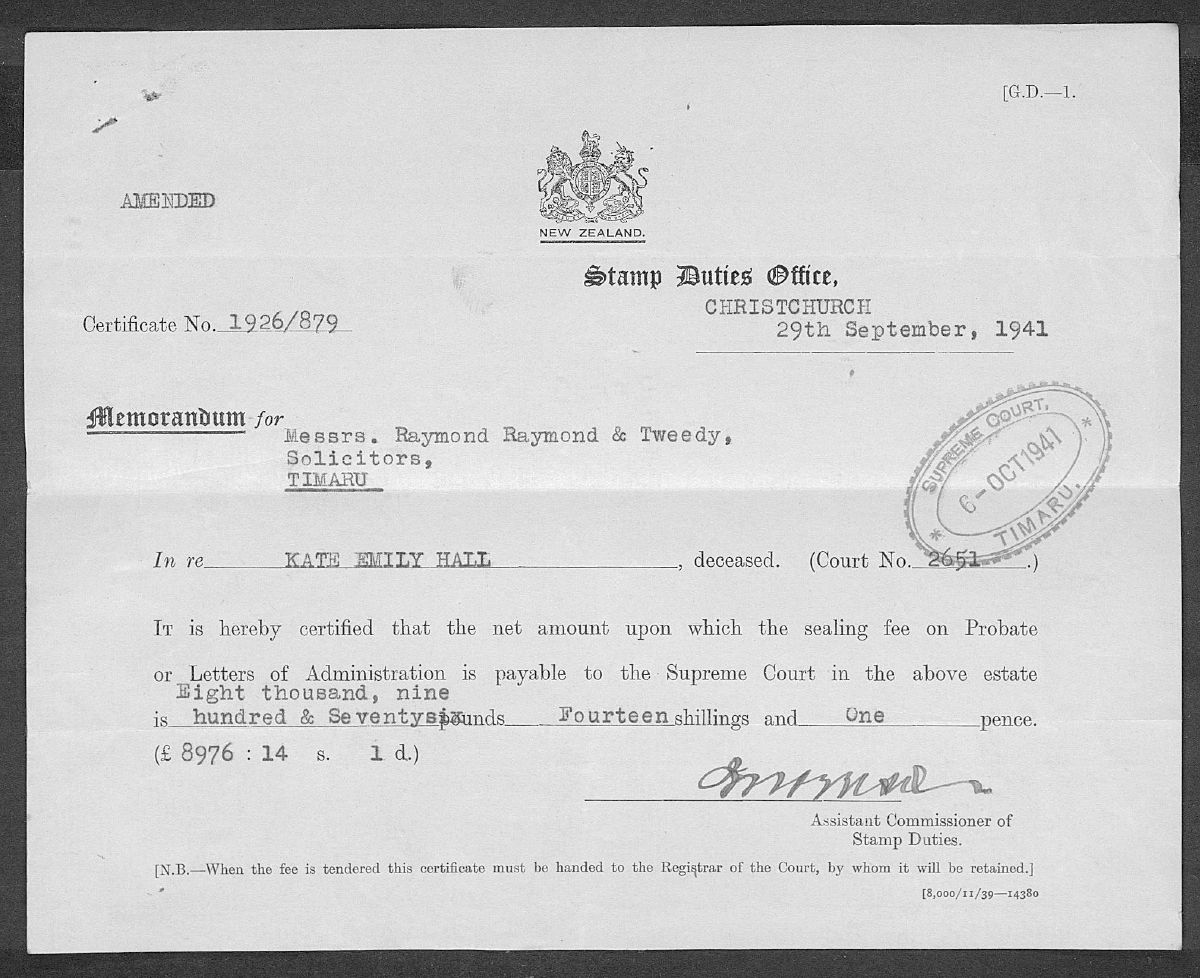 [G.D.—1.
AMENDED
NEW ZEALAND.
Stamp Duties Office,
CHRISTCHURCH
Certificate No. 1926/879
29th September, 1941
Memorandum for
Messrs. Raymond Raymond & Tweedy,
Solicitors,
TIMARU
SUPREME COURT,
6-OCT1941
TIMARU.
In re KATE EMILY HALL, deceased. (Court No. 2651.)
It is hereby certified that the net amount upon which the sealing fee on Probate
or Letters of Administration is payable to the Supreme Court in the above estate
Eight thousand, nine
is hundred & Seventysix pounds Fourteen shillings and One pence.
(£ 8976 : 14 s. 1 d.)
Assistant Commissioner of
Stamp Duties.
[N.B.—When the fee is tendered this certificate must be handed to the Registrar of the Court, by whom it will be retained.]
[8,000/11/39—14380